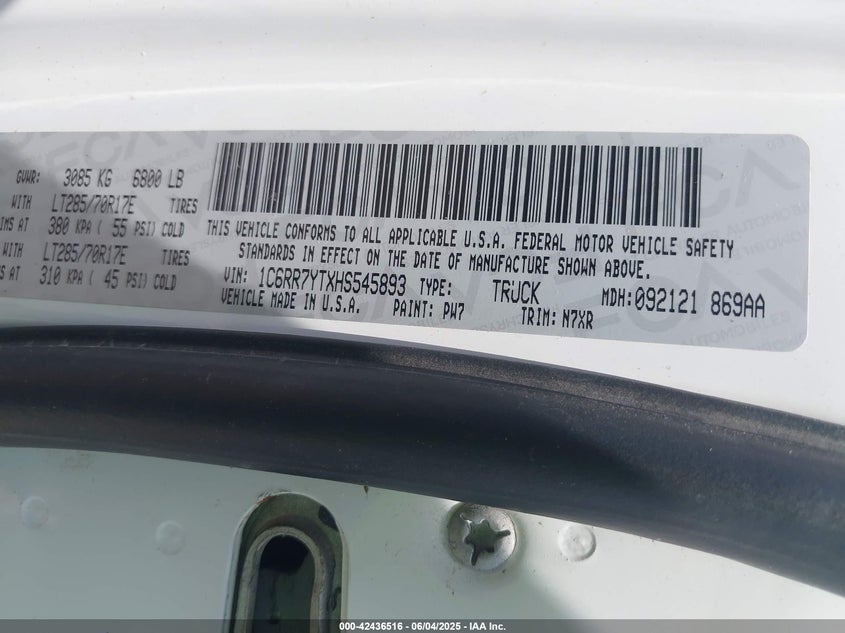 GVWR: 3085 KG 6800 LB
WITH LT285/70R17E TIRES
IMS AT 380 KPA ( 55 PSI) COLD
WITH LT285/70R17E TIRES
MS AT 310 KPA ( 45 PSI) COLD
THIS VEHICLE CONFORMS TO ALL APPLICABLE U.S.A. FEDERAL MOTOR VEHICLE SAFETY
STANDARDS IN EFFECT ON THE DATE OF MANUFACTURE SHOWN ABOVE.
VIN: 1C6RR7YTXHS545893 TYPE: TRUCK MDH: 092121 869AA
VEHICLE MADE IN U.S.A. PAINT: PW7 TRIM: N7XR
000-42436516 - 06/04/2025 - IAA Inc.